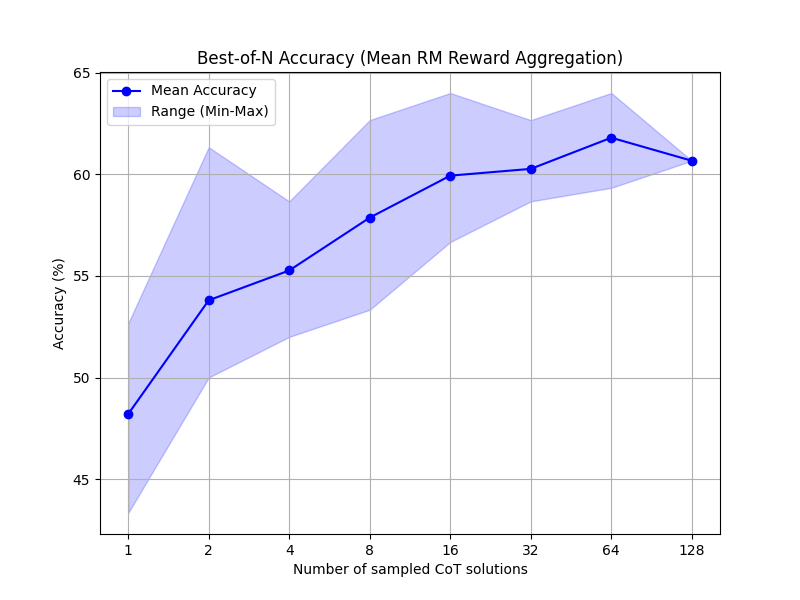 Best-of-N Accuracy (Mean RM Reward Aggregation)
Mean Accuracy
Range (Min-Max)
Accuracy (%)
65
60
55
50
45
1 2 4 8 16 32 64 128
Number of sampled CoT solutions